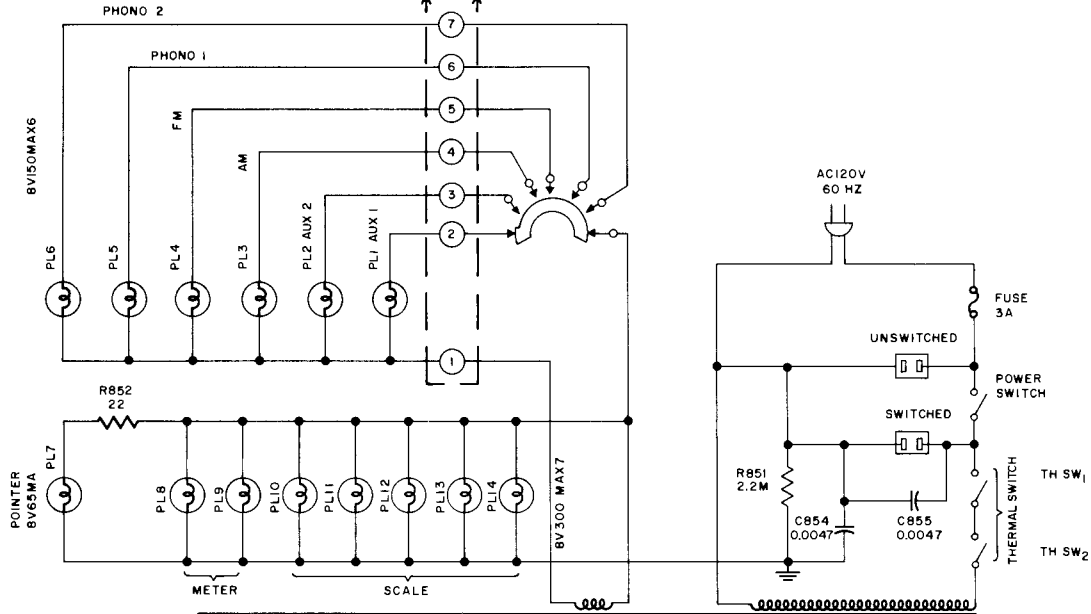 PHONO 2
7
PHONO 1
6
5
FM
8V150MAX6
4
AM
3
2
AC120V
60 HZ
PL6
PL5
PL4
PL3
PL2 AUX 2
PL1 AUX 1
FUSE
3A
UNSWITCHED
1
POWER
SWITCH
R852
22
SWITCHED
PL7
POINTER
8V65MA
PL8
PL9
PL10
PL11
PL12
PL13
PL14
8V300 MAX7
R851
2.2M
C854
0.0047
C855
0.0047
THERMAL SWITCH
TH SW1
TH SW2
METER
SCALE